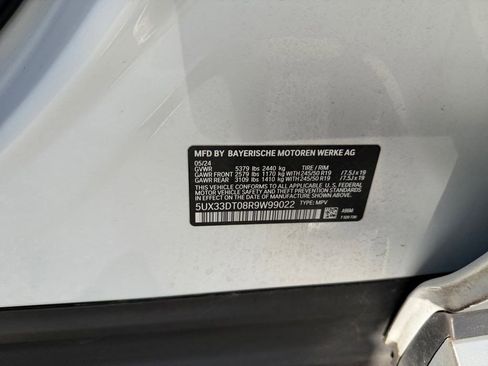 MFD BY BAYERISCHE MOTOREN WERKE AG
05/24
GVWR 5379 lbs 2440 kg TIRE / RIM
GAWR FRONT 2579 lbs 1170 kg WITH 245/50 R19 / 7.5J x 19
GAWR REAR 3109 lbs 1410 kg WITH 245/50 R19 / 7.5J x 19
THIS VEHICLE CONFORMS TO ALL APPLICABLE U.S. FEDERAL
MOTOR VEHICLE SAFETY AND THEFT PREVENTION STANDARDS
IN EFFECT ON THE DATE OF MANUFACTURE SHOWN ABOVE.
5UX33DT08R9W99022 TYPE: MPV